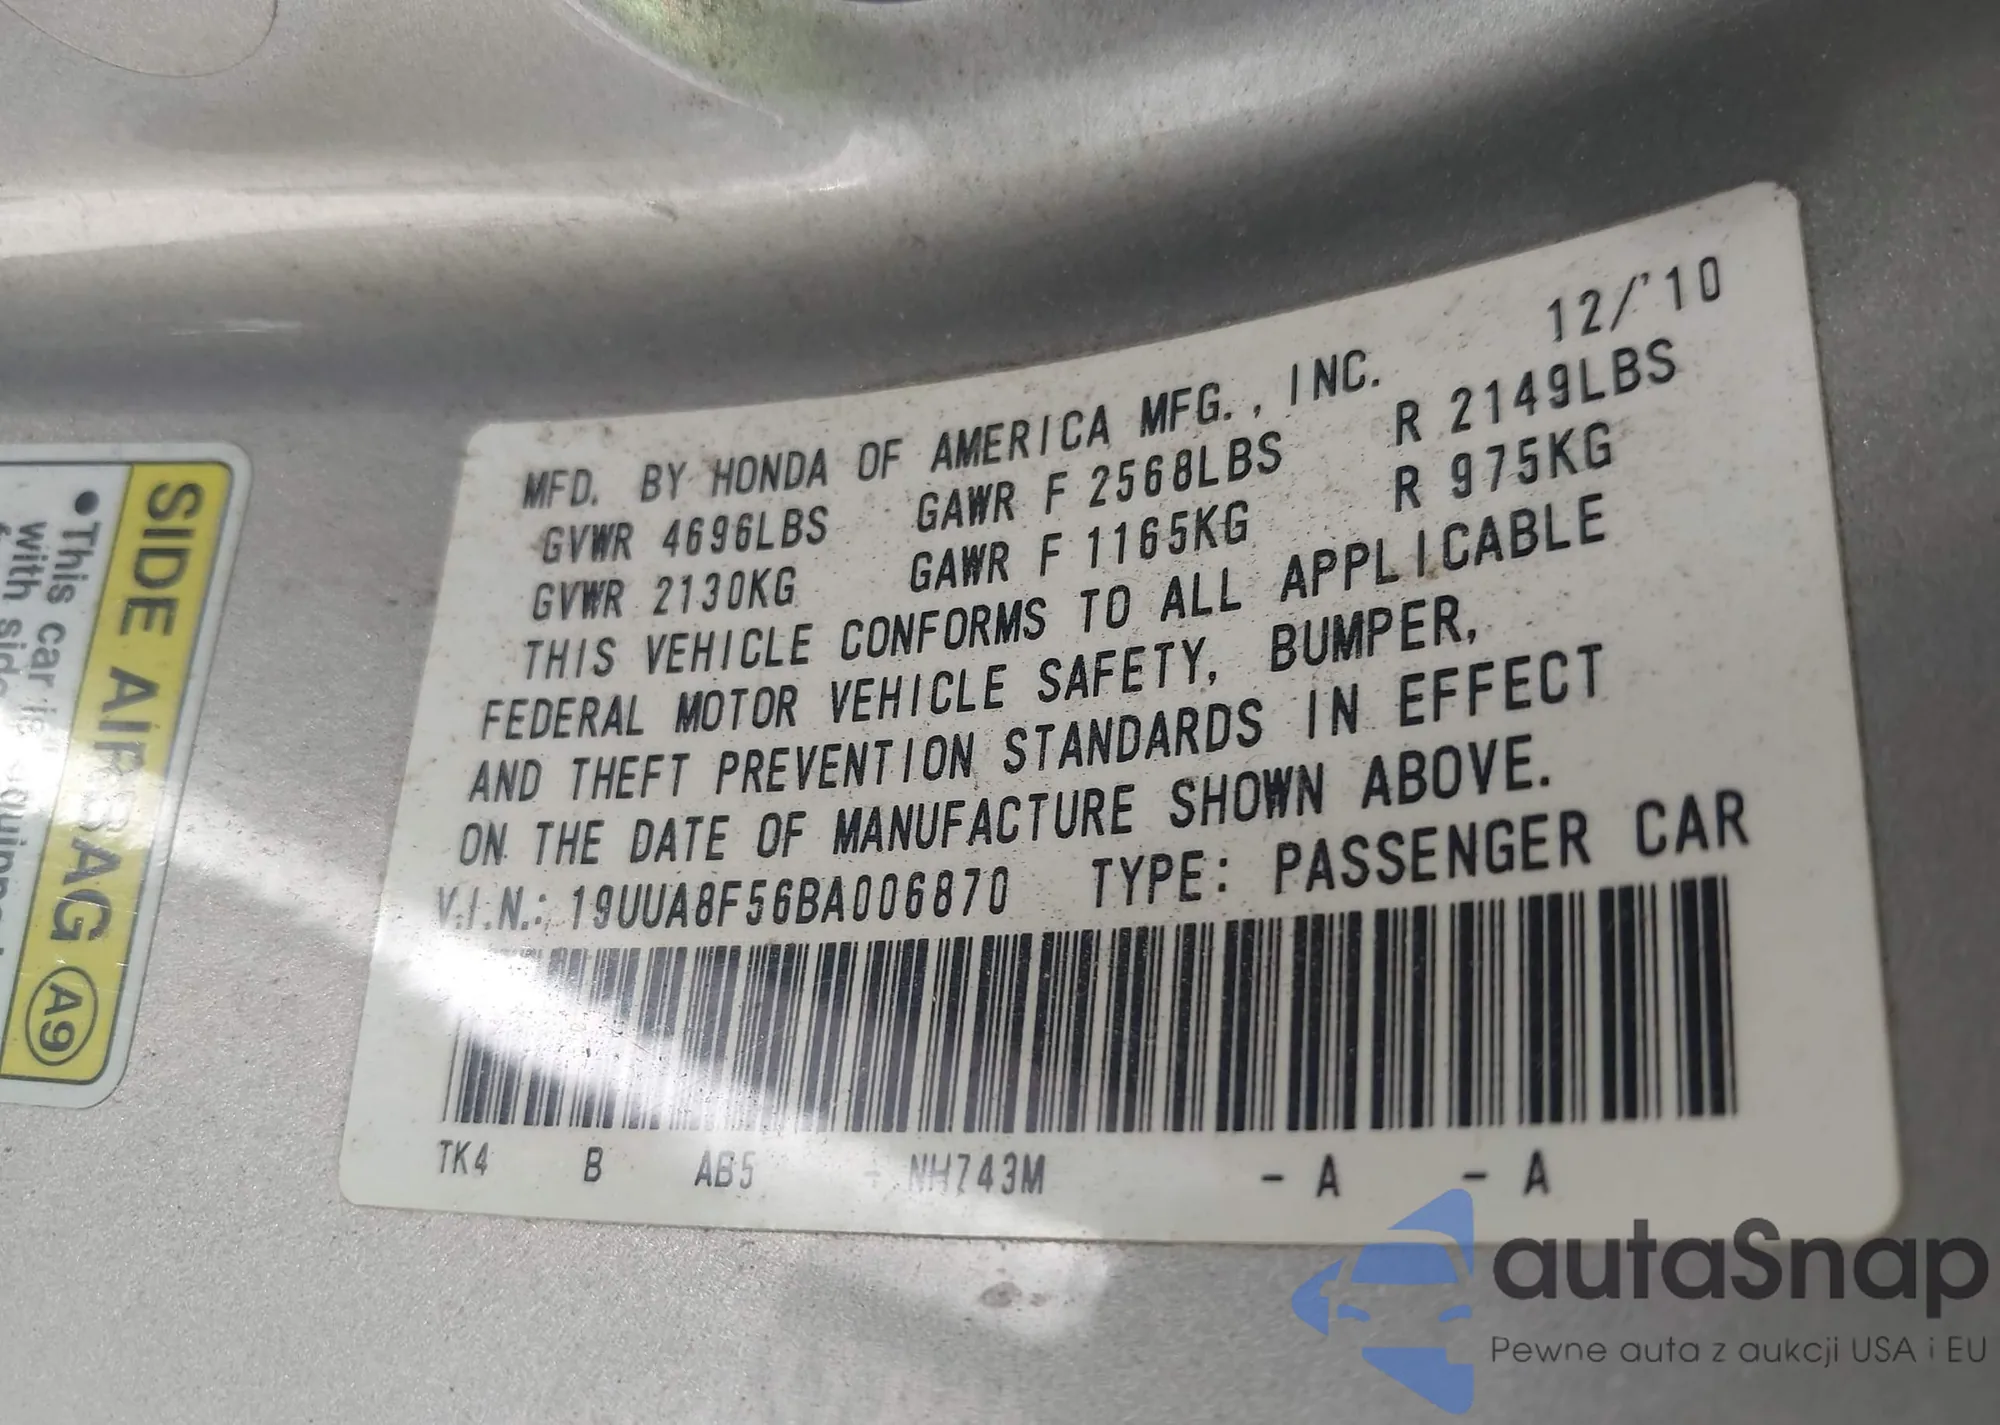 12/'10
MFD. BY HONDA OF AMERICA MFG., INC.
GVWR 4696LBS GAWR F 2568LBS R 2149LBS
GVWR 2130KG GAWR F 1165KG R 975KG
THIS VEHICLE CONFORMS TO ALL APPLICABLE
FEDERAL MOTOR VEHICLE SAFETY, BUMPER,
AND THEFT PREVENTION STANDARDS IN EFFECT
ON THE DATE OF MANUFACTURE SHOWN ABOVE.
V.I.N.: 19UUA8F56BA006870 TYPE: PASSENGER CAR
TK4 B AB5 - NH743M - A - A
SIDE AIRBAG A9
•This car is
with side
autaSnap
Pewne auta z aukcji USA i EU